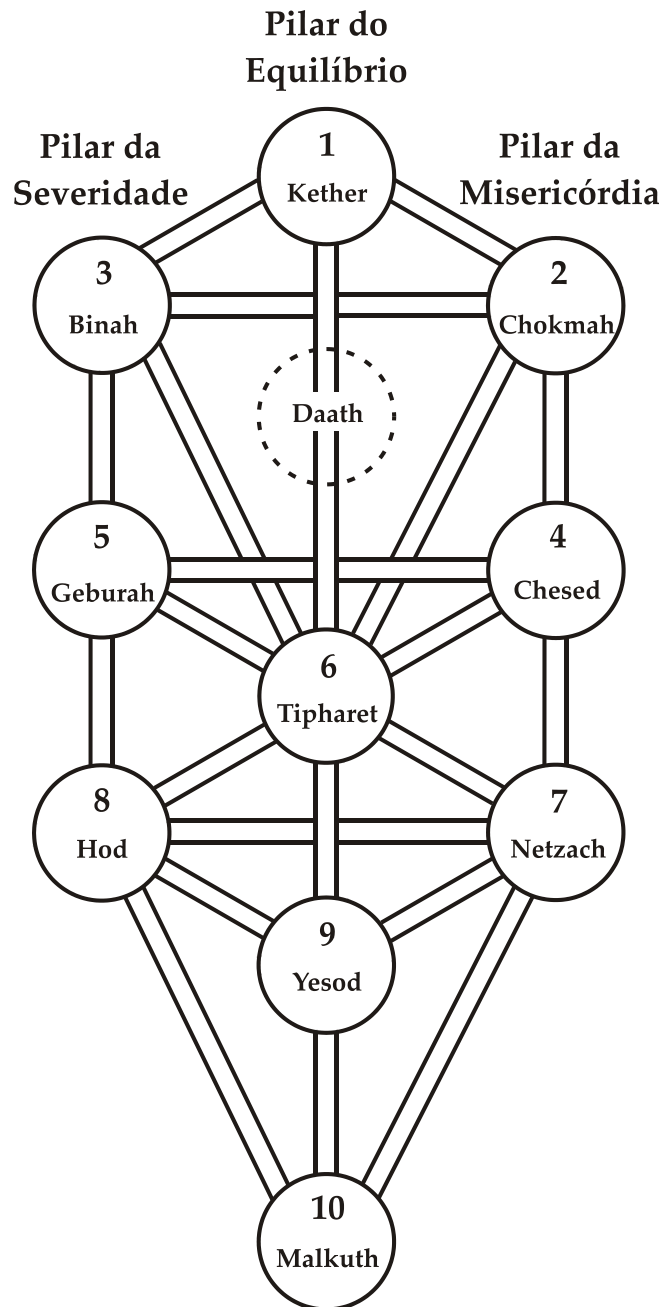 Pilar do
Equilíbrio
Pilar da
Severidade
Pilar da
Misericórdia
1
Kether
3
Binah
2
Chokmah
Daath
5
Geburah
4
Chesed
6
Tipharet
8
Hod
7
Netzach
9
Yesod
10
Malkuth